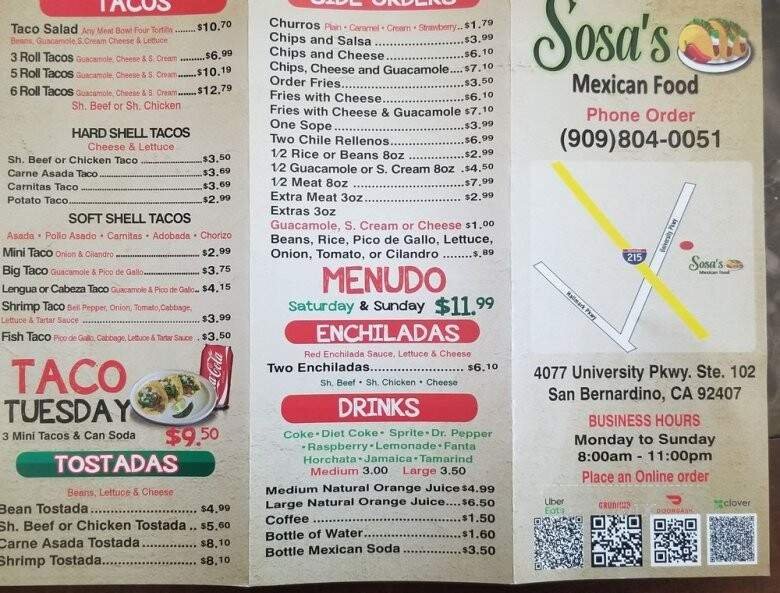 TACOS
Taco Salad Any Meat Bowl Four Tortilla ....... $10.70
Beans, Guacamole,S.Cream Cheese & Lettuce
3 Roll Tacos Guacamole, Cheese & S. Cream ......... $6.99
5 Roll Tacos Guacamole, Cheese & S. Cream ....... $10.19
6 Roll Tacos Guacamole, Cheese & S. Cream ....... $12.79
Sh. Beef or Sh. Chicken
HARD SHELL TACOS
Cheese & Lettuce
Sh. Beef or Chicken Taco ................ $3.50
Carne Asada Taco ........................... $3.69
Carnitas Taco ................................. $3.69
Potato Taco.................................... $2.99
SOFT SHELL TACOS
Asada • Pollo Asado • Carnitas • Adobada • Chorizo
Mini Taco Onion & Cilandro ...................... $2.99
Big Taco Guacamole & Pico de Gallo.............. $3.75
Lengua or Cabeza Taco Guacamole & Pico de Gallo... $4.15
Shrimp Taco Bell Pepper, Onion, Tomato,Cabbage,
Lettuce & Tartar Sauce ............................ $3.99
Fish Taco Pico de Gallo, Cabbage, Lettuce & Tartar Sauce . $3.50
TACO
TUESDAY
Coca-Cola
3 Mini Tacos & Can Soda $9.50
TOSTADAS
Beans, Lettuce & Cheese
Bean Tostada ......................... $4.99
Sh. Beef or Chicken Tostada .. $5.60
Carne Asada Tostada................ $8.10
Shrimp Tostada....................... $8.10
SIDE ORDERS
Churros Plain • Caramel • Cream • Strawberry.. $1.79
Chips and Salsa ........................ $3.99
Chips and Cheese...................... $6.10
Chips, Cheese and Guacamole.... $7.10
Order Fries............................... $3.50
Fries with Cheese...................... $6.10
Fries with Cheese & Guacamole $7.10
One Sope ................................. $3.99
Two Chile Rellenos.................... $6.99
1/2 Rice or Beans 8oz ................ $2.99
1/2 Guacamole or S. Cream 8oz . $4.50
1/2 Meat 8oz ............................ $7.99
Extra Meat 3oz.......................... $2.99
Extras 3oz
Guacamole, S. Cream or Cheese $1.00
Beans, Rice, Pico de Gallo, Lettuce,
Onion, Tomato, or Cilandro .......$.89
MENUDO
Saturday & Sunday $11.99
ENCHILADAS
Red Enchilada Sauce, Lettuce & Cheese
Two Enchiladas......................... $6.10
Sh. Beef • Sh. Chicken • Cheese
DRINKS
Coke • Diet Coke • Sprite • Dr. Pepper
• Raspberry • Lemonade • Fanta
Horchata • Jamaica • Tamarind
Medium 3.00 Large 3.50
Medium Natural Orange Juice $4.99
Large Natural Orange Juice.... $6.50
Coffee ................................. $1.50
Bottle of Water..................... $1.60
Bottle Mexican Soda ............. $3.50
Sosa's
Mexican Food
Phone Order
(909)804-0051
University Pkwy
INTERSTATE
215
Sosa's
Mexican Food
Hallmark Pkwy
4077 University Pkwy. Ste. 102
San Bernardino, CA 92407
BUSINESS HOURS
Monday to Sunday
8:00am - 11:00pm
Place an Online order
Uber
Eats
GRUBHUB
DOORDASH
clover